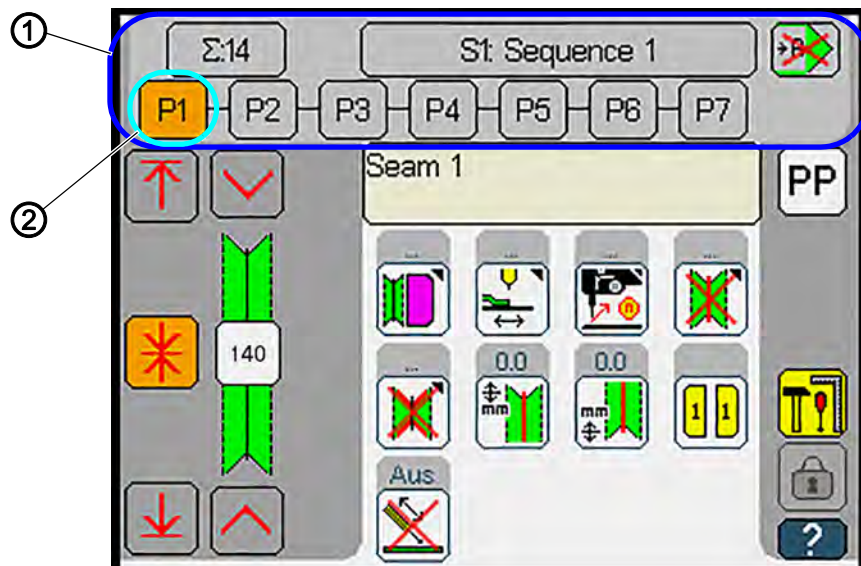 1
Σ:14 S1: Sequence 1
P1 P2 P3 P4 P5 P6 P7
2
Seam 1
PP
... ... ... ...
n
140
... 0.0 0.0
mm mm 1 1
Aus
?